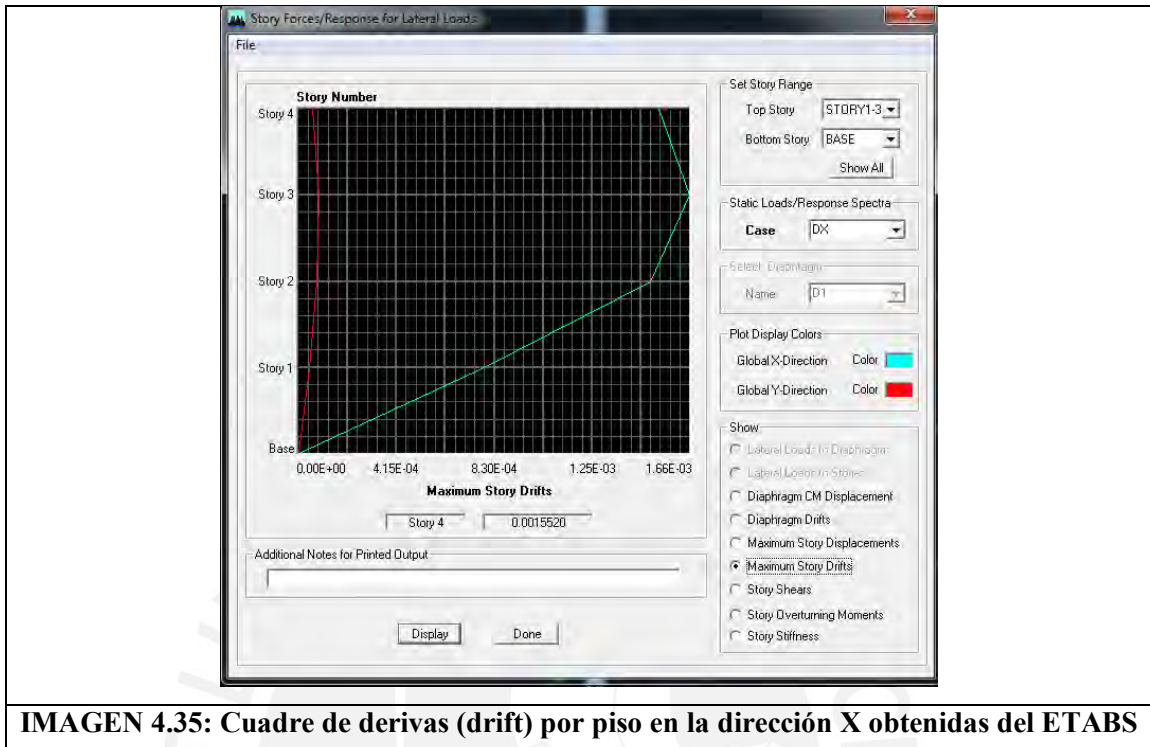 Story Forces/Response for Lateral Loads
File
Story Number
Story 4
Story 3
Story 2
Story 1
Base
0.00E+00 4.15E-04 8.30E-04 1.25E-03 1.66E-03
Maximum Story Drifts
Story 4 0.0015520
Additional Notes for Printed Output
Display Done
Set Story Range
Top Story STORY1-3
Bottom Story BASE
Show All
Static Loads/Response Spectra
Case DX
Select Diaphragm
Name D1
Plot Display Colors
Global X-Direction Color
Global Y-Direction Color
Show
Lateral Loads to Diaphragms
Lateral Loads to Stories
Diaphragm CM Displacement
Diaphragm Drifts
Maximum Story Displacements
Maximum Story Drifts
Story Shears
Story Overturning Moments
Story Stiffness
IMAGEN 4.35: Cuadre de derivas (drift) por piso en la dirección X obtenidas del ETABS